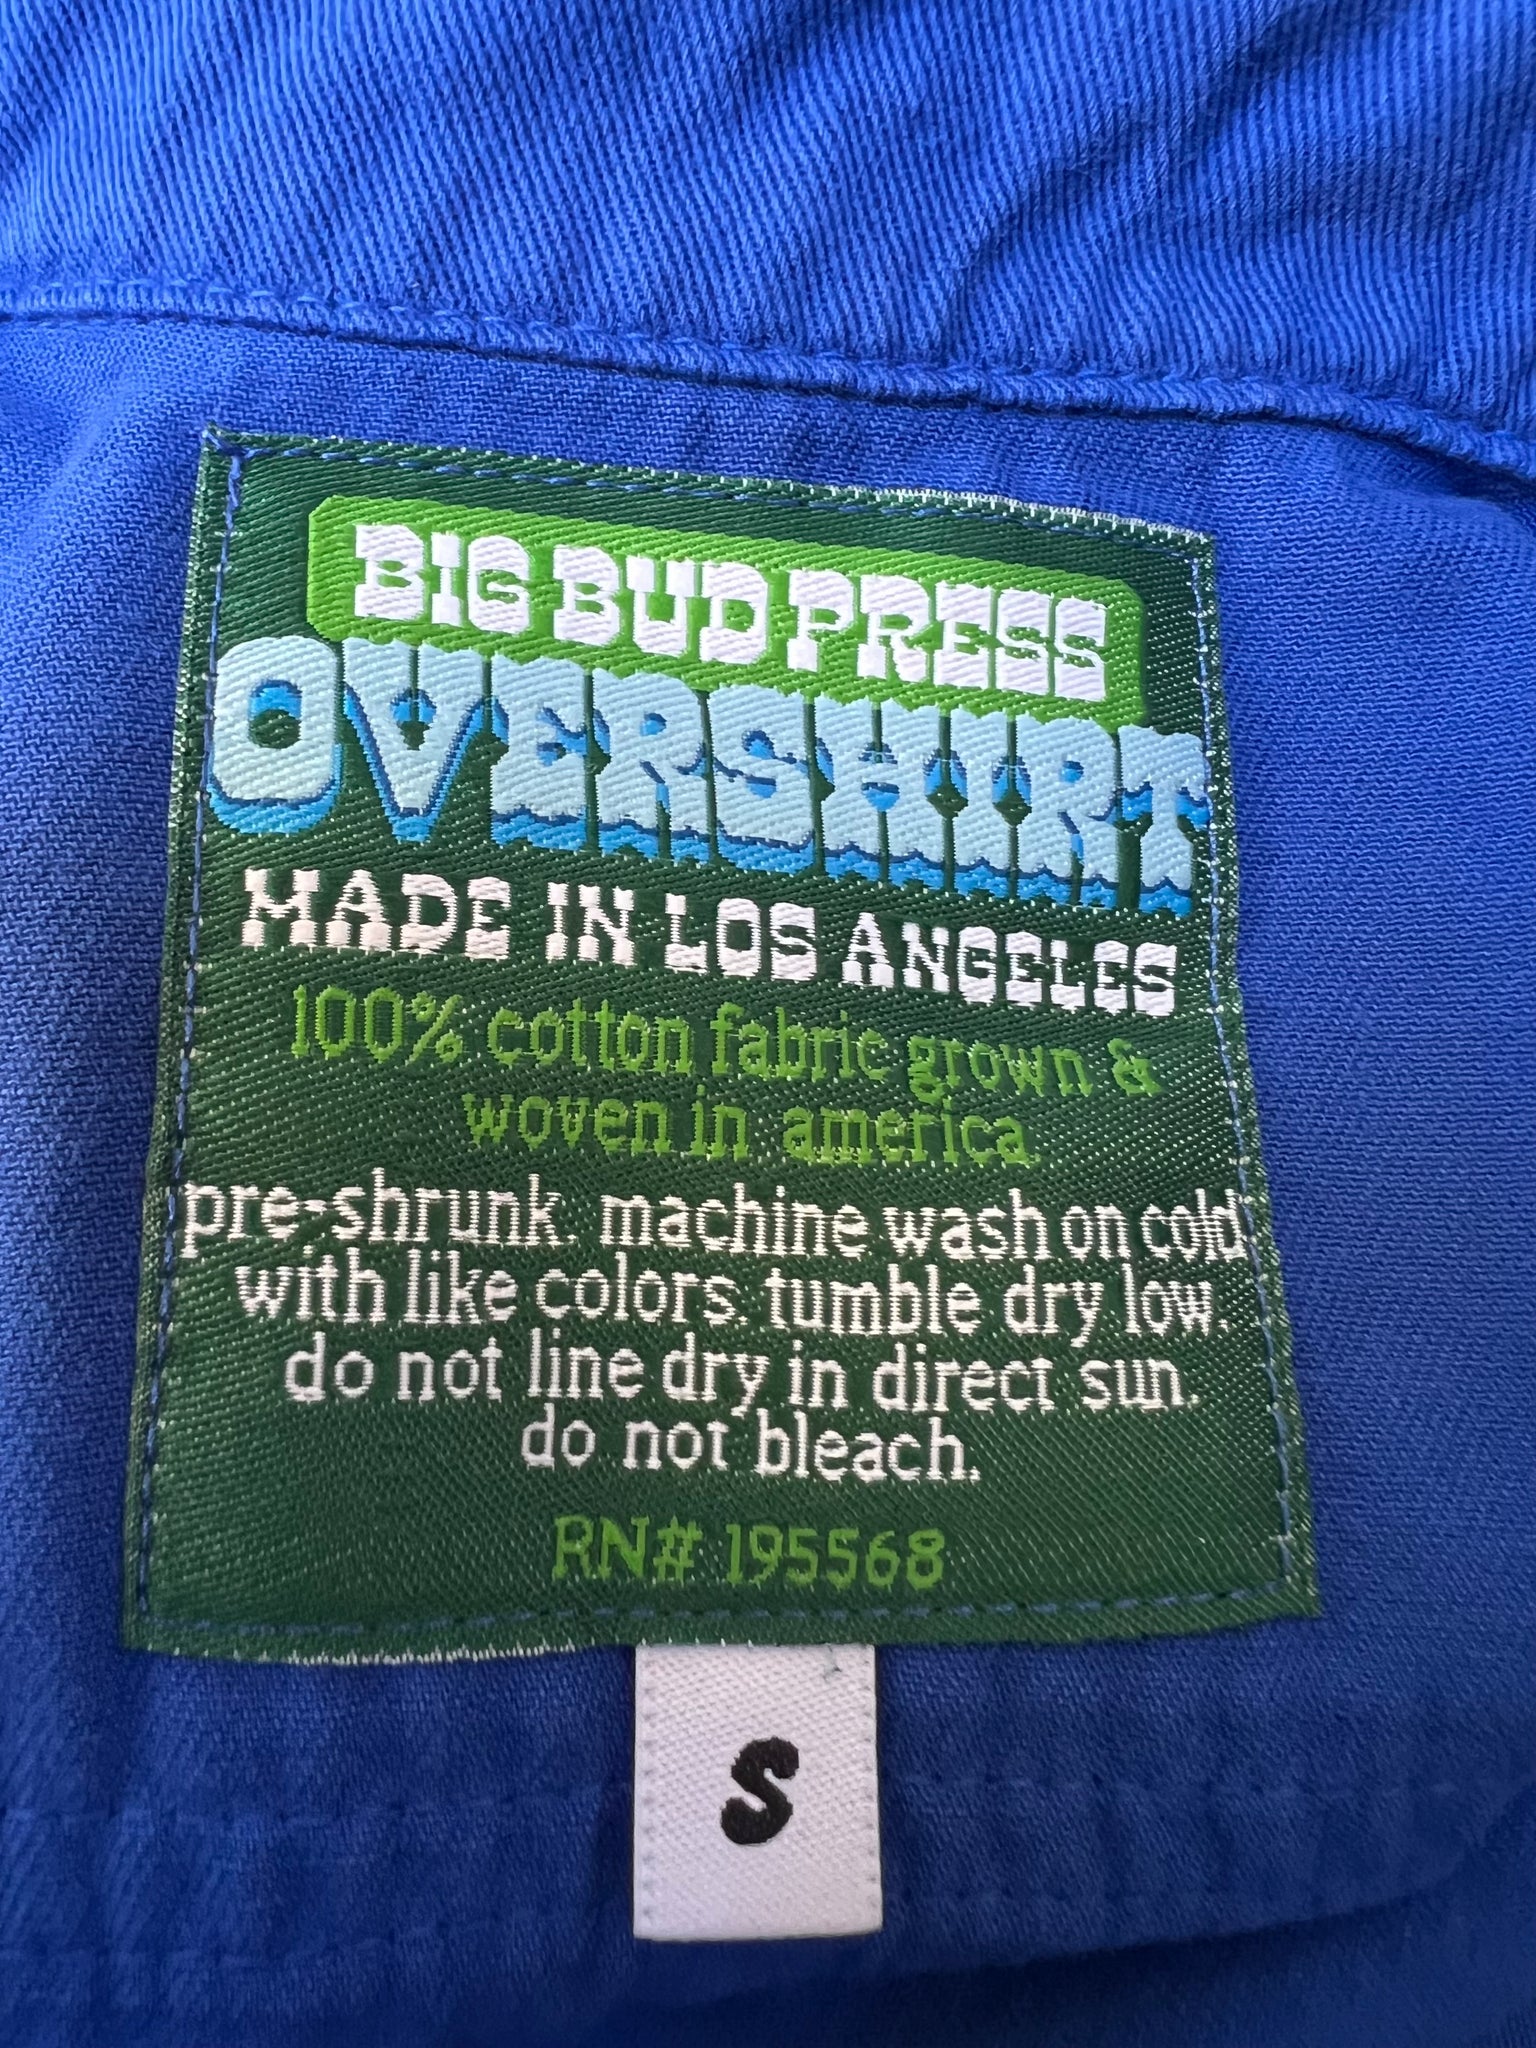 BIG BUD PRESS
OVERSHIRT
MADE IN LOS ANGELES
100% cotton fabric grown &
woven in america
pre-shrunk. machine wash on cold
with like colors. tumble dry low.
do not line dry in direct sun.
do not bleach.
RN# 195568
S